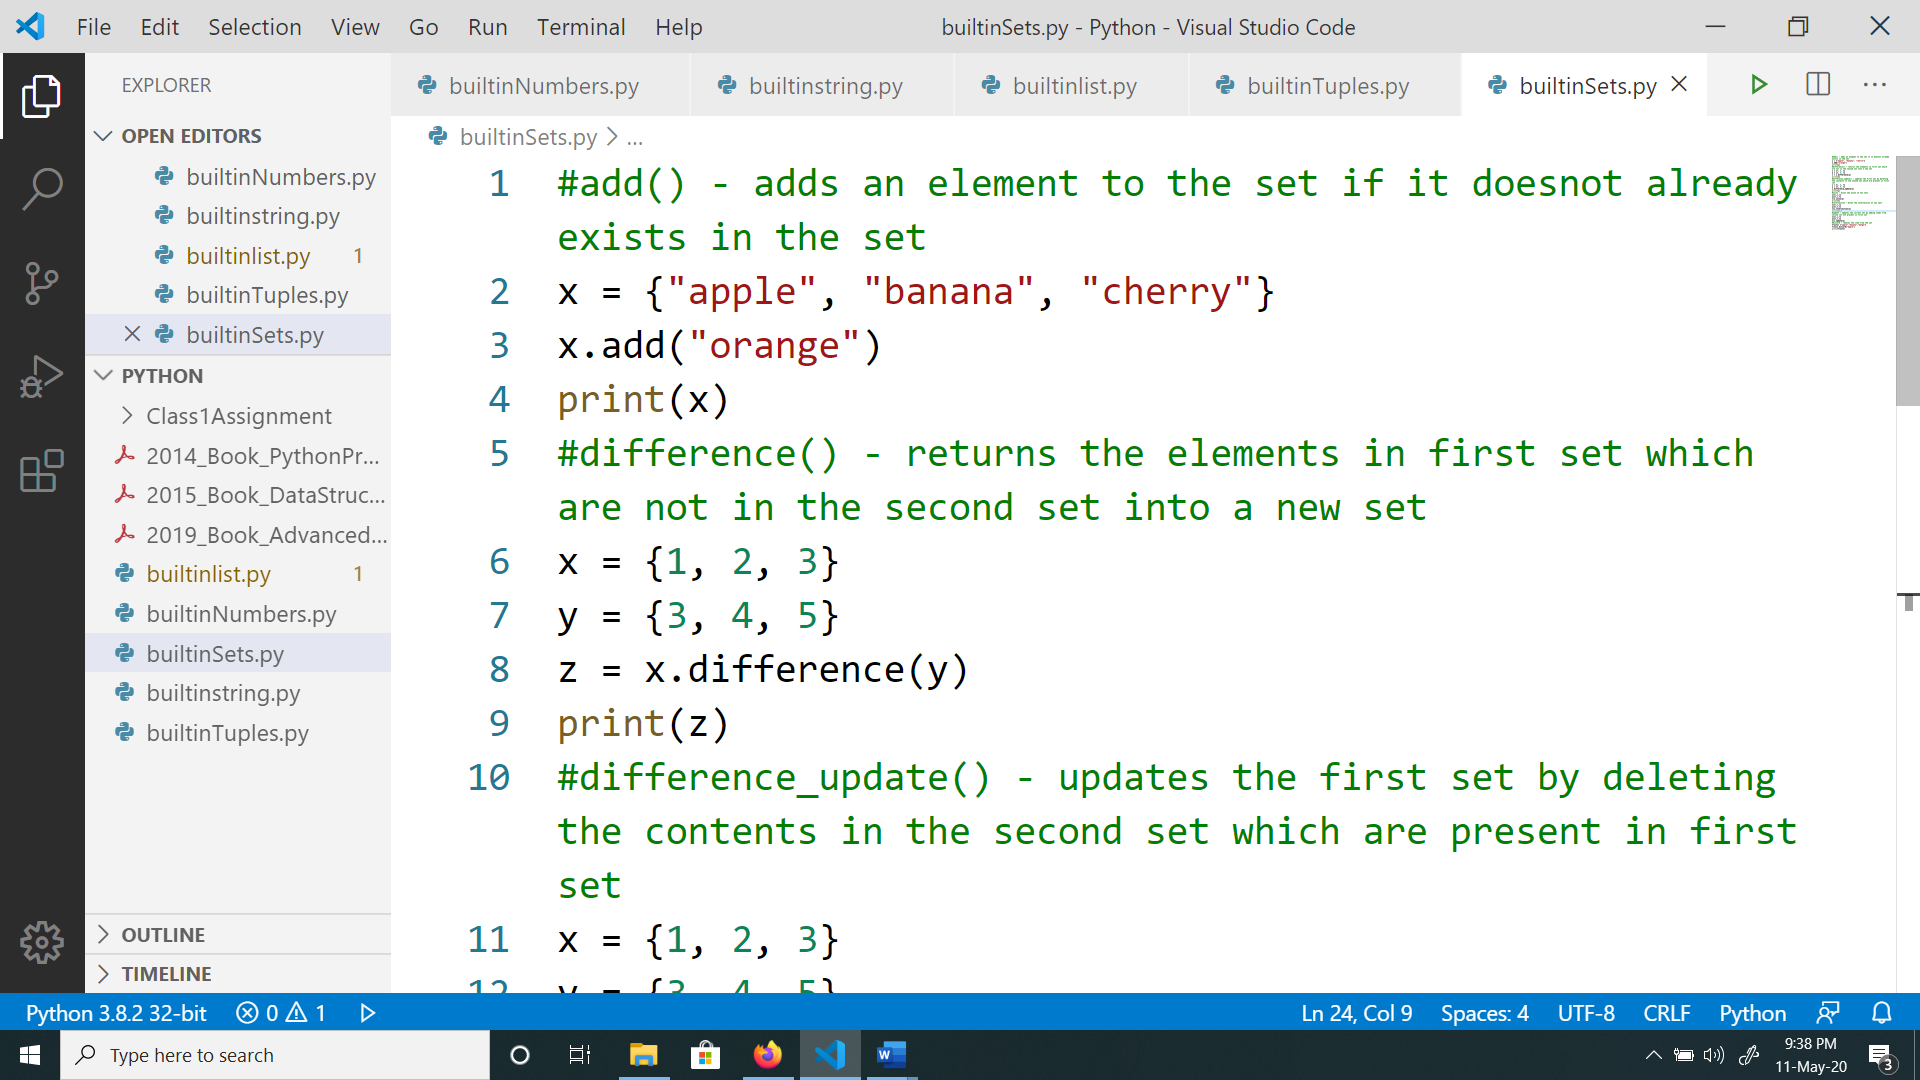 File Edit Selection View Go Run Terminal Help builtinSets.py - Python - Visual Studio Code
EXPLORER
OPEN EDITORS
builtinNumbers.py
builtinstring.py
builtinlist.py 1
builtinTuples.py
builtinSets.py
PYTHON
Class1Assignment
2014_Book_PythonPr...
2015_Book_DataStruc...
2019_Book_Advanced...
builtinlist.py 1
builtinNumbers.py
builtinSets.py
builtinstring.py
builtinTuples.py
OUTLINE
TIMELINE
builtinNumbers.py builtinstring.py builtinlist.py builtinTuples.py builtinSets.py
builtinSets.py > ...
1 #add() - adds an element to the set if it doesnot already
exists in the set
2 x = {"apple", "banana", "cherry"}
3 x.add("orange")
4 print(x)
5 #difference() - returns the elements in first set which
are not in the second set into a new set
6 x = {1, 2, 3}
7 y = {3, 4, 5}
8 z = x.difference(y)
9 print(z)
10 #difference_update() - updates the first set by deleting
the contents in the second set which are present in first
set
11 x = {1, 2, 3}
12 y = {3, 4, 5}
Python 3.8.2 32-bit 0 1 Ln 24, Col 9 Spaces: 4 UTF-8 CRLF Python
Type here to search
9:38 PM
11-May-20
3